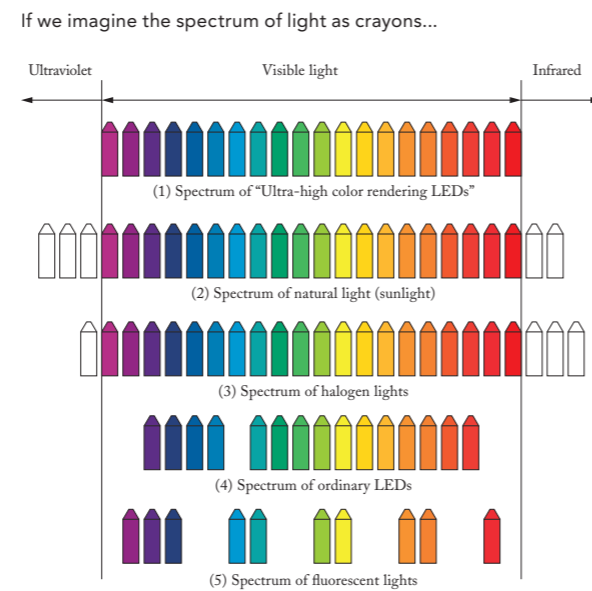 If we imagine the spectrum of light as crayons...
Ultraviolet
Visible light
Infrared
(1) Spectrum of “Ultra-high color rendering LEDs”
(2) Spectrum of natural light (sunlight)
(3) Spectrum of halogen lights
(4) Spectrum of ordinary LEDs
(5) Spectrum of fluorescent lights